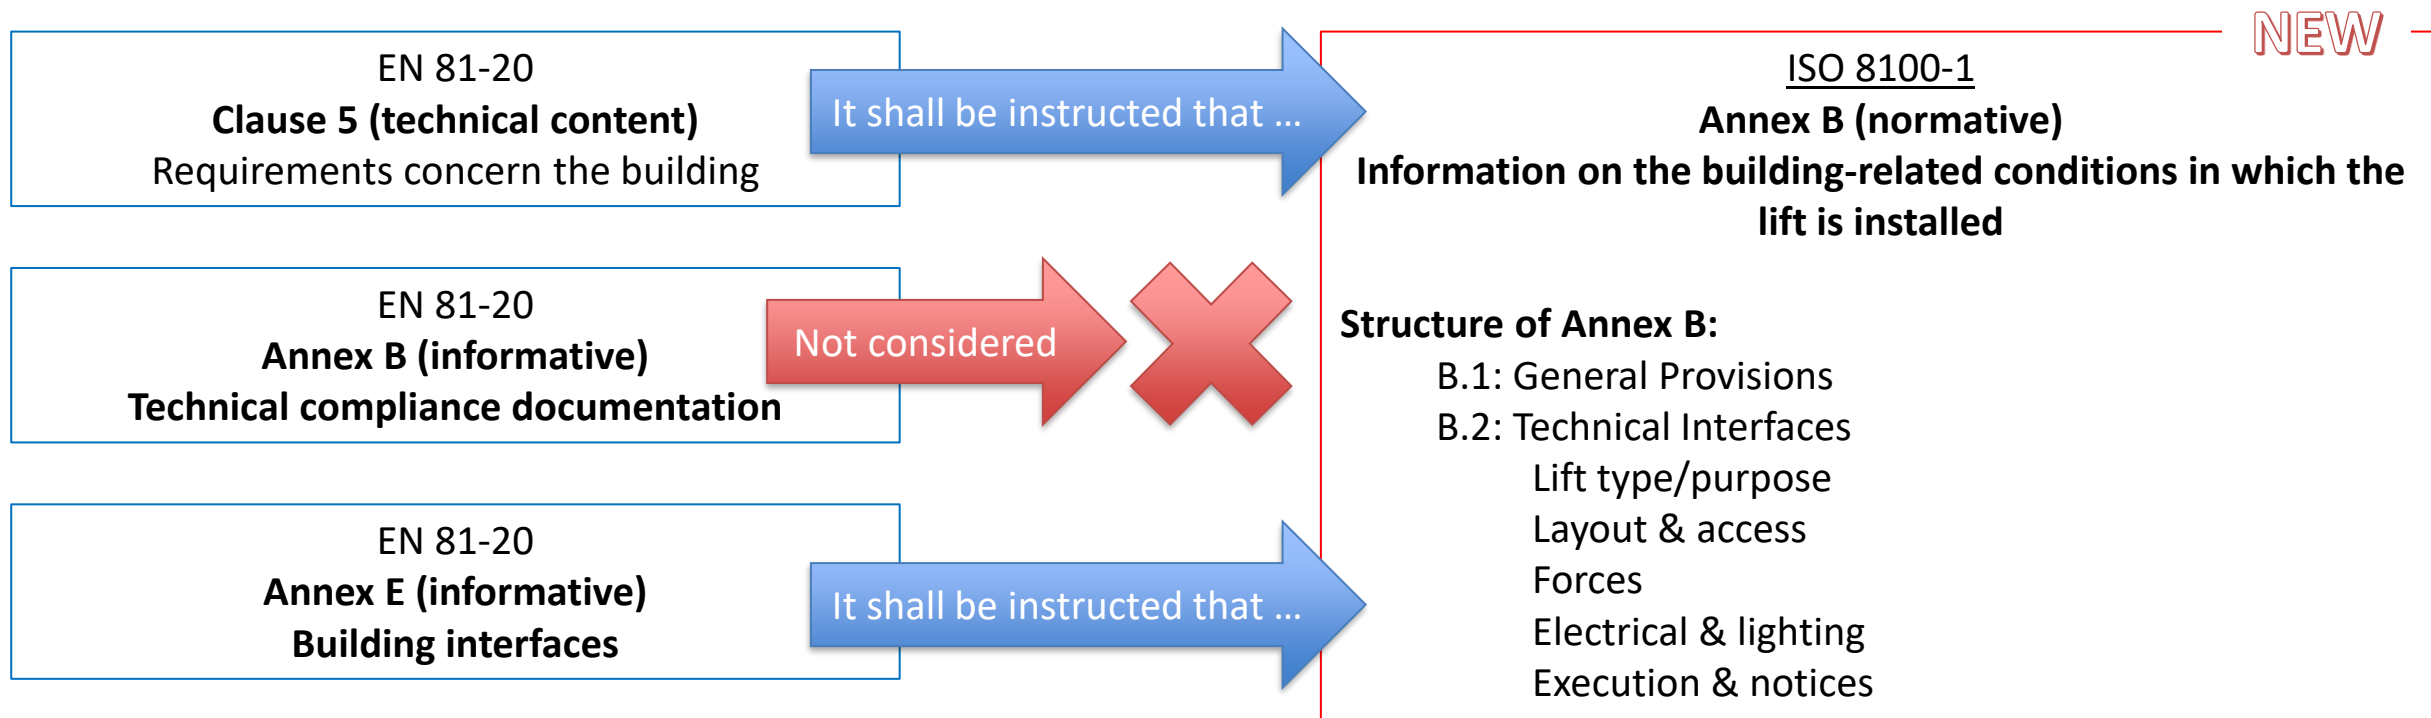 EN 81-20
Clause 5 (technical content)
Requirements concern the building
It shall be instructed that ...
EN 81-20
Annex B (informative)
Technical compliance documentation
Not considered
EN 81-20
Annex E (informative)
Building interfaces
It shall be instructed that ...
NEW
ISO 8100-1
Annex B (normative)
Information on the building-related conditions in which the
lift is installed
Structure of Annex B:
B.1: General Provisions
B.2: Technical Interfaces
Lift type/purpose
Layout & access
Forces
Electrical & lighting
Execution & notices